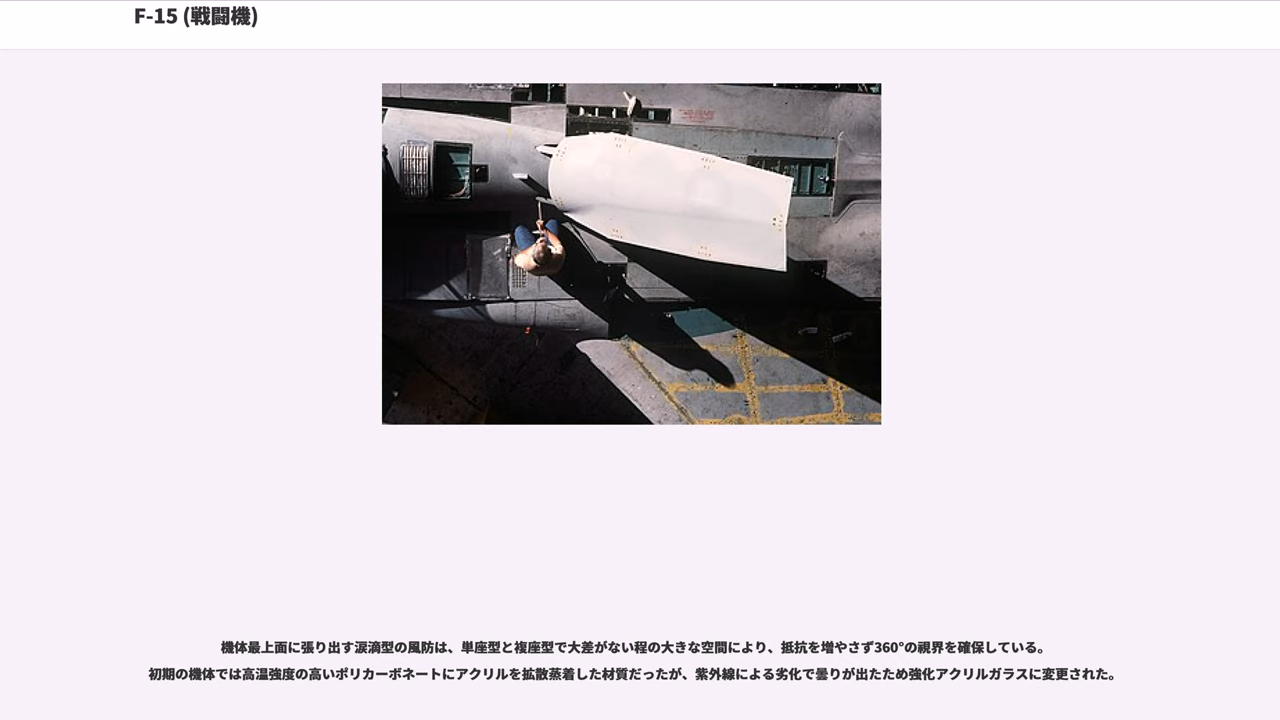 F-15 (戦闘機)
機体最上面に張り出す涙滴型の風防は、単座型と複座型で大差がない程の大きな空間により、抵抗を増やさず360°の視界を確保している。
初期の機体では高温強度の高いポリカーボネートにアクリルを拡散蒸着した材質だったが、紫外線による劣化で曇りが出たため強化アクリルガラスに変更された。